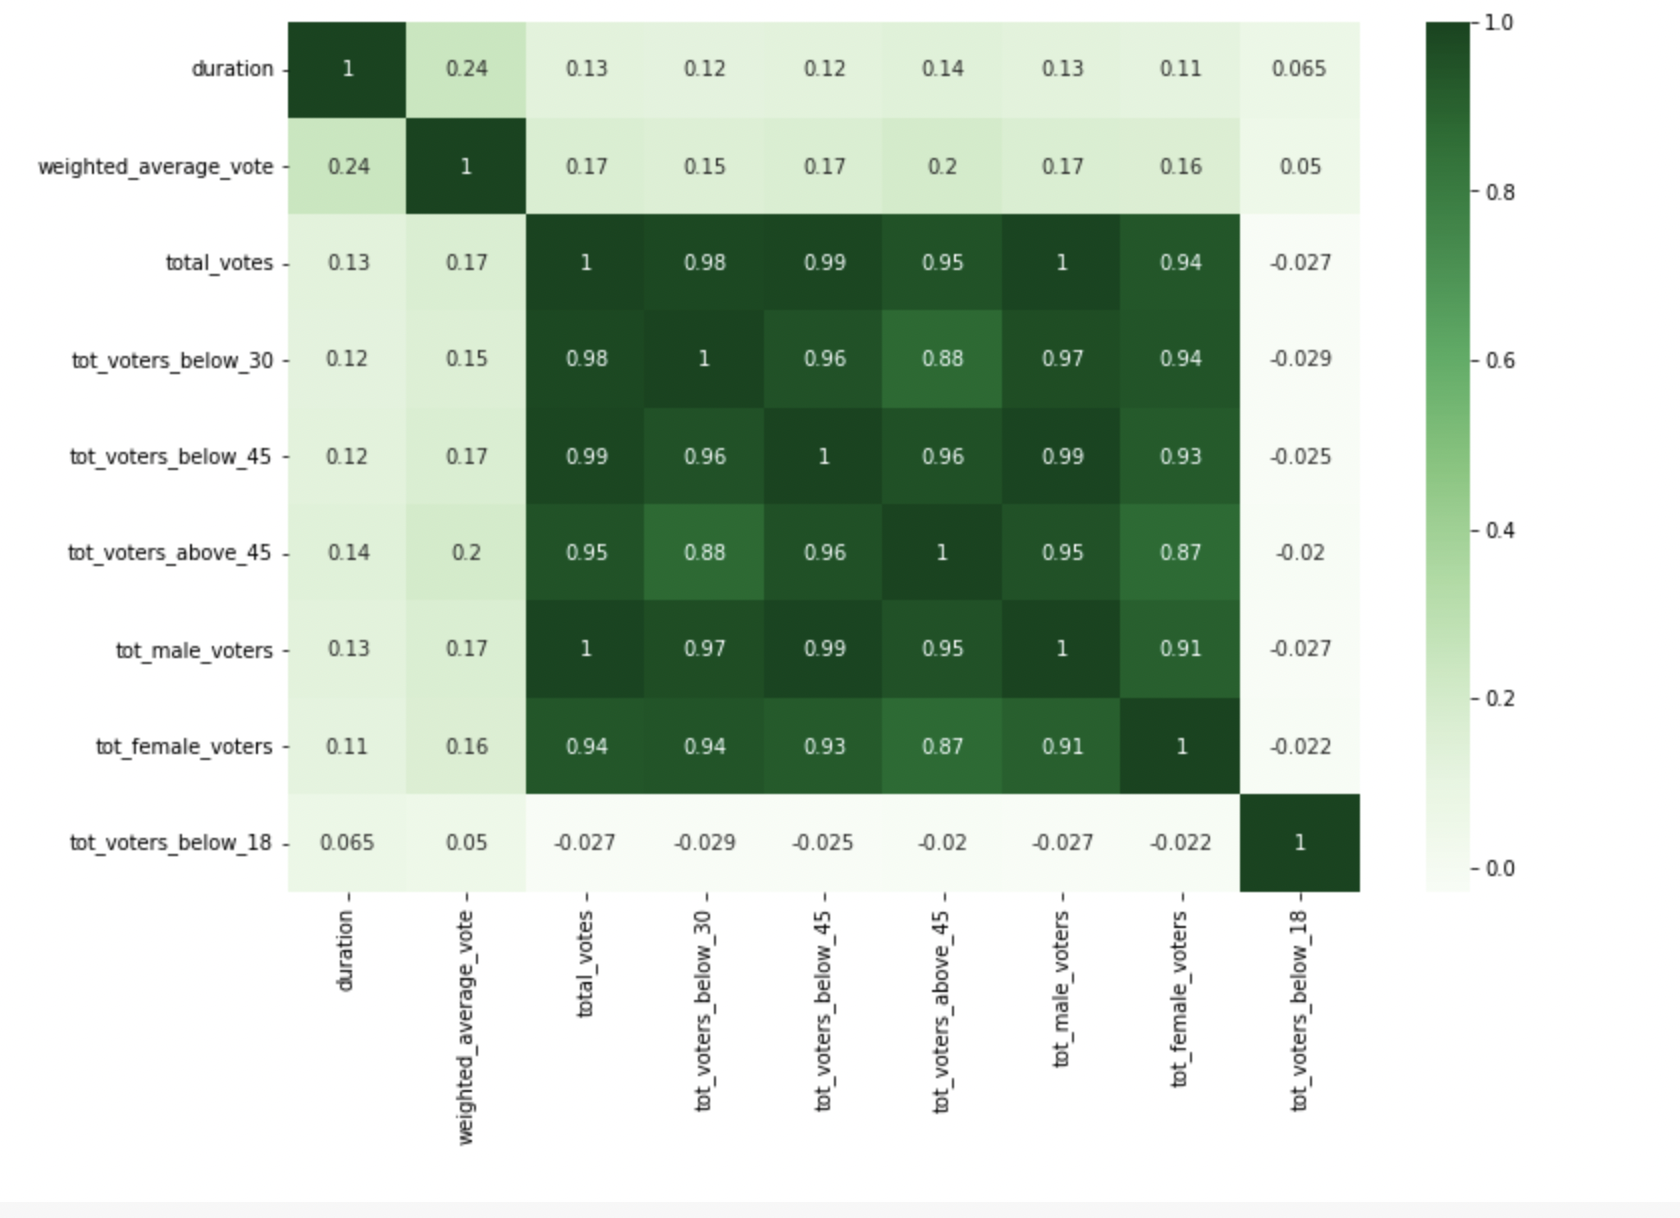 duration 1 0.24 0.13 0.12 0.12 0.14 0.13 0.11 0.065
weighted_average_vote 0.24 1 0.17 0.15 0.17 0.2 0.17 0.16 0.05
total_votes 0.13 0.17 1 0.98 0.99 0.95 1 0.94 -0.027
tot_voters_below_30 0.12 0.15 0.98 1 0.96 0.88 0.97 0.94 -0.029
tot_voters_below_45 0.12 0.17 0.99 0.96 1 0.96 0.99 0.93 -0.025
tot_voters_above_45 0.14 0.2 0.95 0.88 0.96 1 0.95 0.87 -0.02
tot_male_voters 0.13 0.17 1 0.97 0.99 0.95 1 0.91 -0.027
tot_female_voters 0.11 0.16 0.94 0.94 0.93 0.87 0.91 1 -0.022
tot_voters_below_18 0.065 0.05 -0.027 -0.029 -0.025 -0.02 -0.027 -0.022 1
duration
weighted_average_vote
total_votes
tot_voters_below_30
tot_voters_below_45
tot_voters_above_45
tot_male_voters
tot_female_voters
tot_voters_below_18
1.0
0.8
0.6
0.4
0.2
0.0